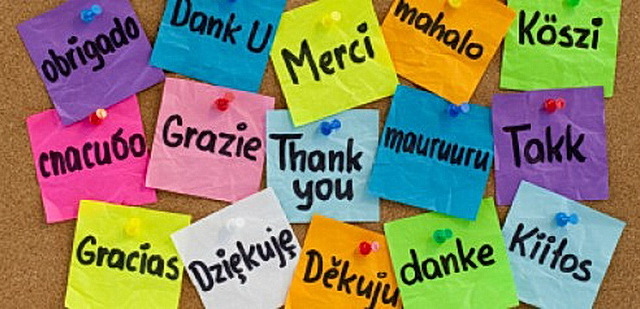 obrigado
Dank U
Merci
mahalo
Köszi
спасибо
Grazie
Thank
you
mauruuru
Takk
Gracias
Dziękuję
Děkuju
danke
Kiitos